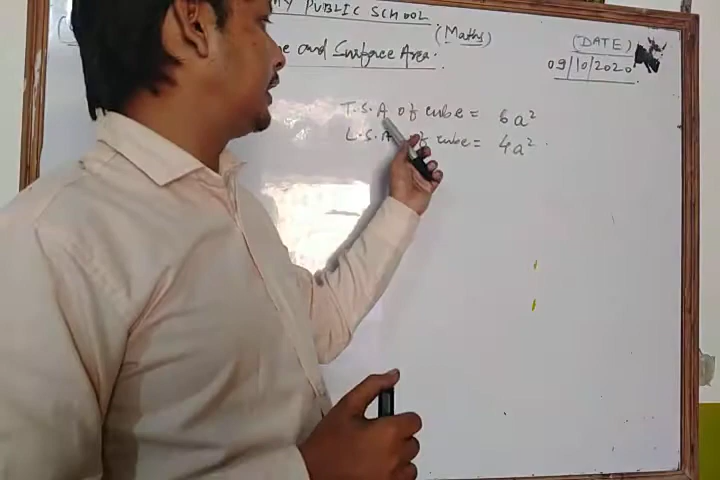 PUBLIC SCHOOL
(Maths)
(DATE)
and Surface Area.
09/10/2020
T.S.A of cube = 6a²
L.S.A of cube = 4a²